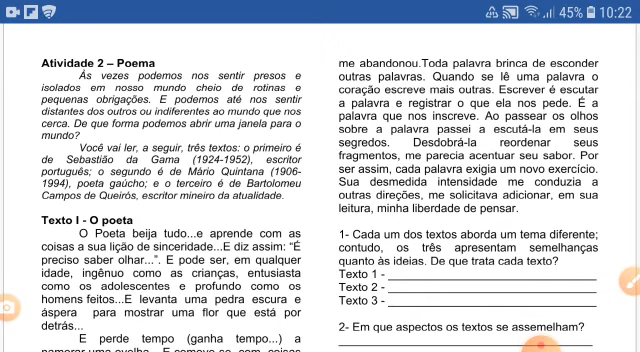 45% 10:22
Atividade 2 – Poema
Ás vezes podemos nos sentir presos e
isolados em nosso mundo cheio de rotinas e
pequenas obrigações. E podemos até nos sentir
distantes dos outros ou indiferentes ao mundo que nos
cerca. De que forma podemos abrir uma janela para o
mundo?
Você vai ler, a seguir, três textos: o primeiro é
de Sebastião da Gama (1924-1952), escritor
português; o segundo é de Mário Quintana (1906-
1994), poeta gaúcho; e o terceiro é de Bartolomeu
Campos de Queirós, escritor mineiro da atualidade.
Texto I - O poeta
O Poeta beija tudo...e aprende com as
coisas a sua lição de sinceridade...E diz assim: “É
preciso saber olhar...”. E pode ser, em qualquer
idade, ingênuo como as crianças, entusiasta
como os adolescentes e profundo como os
homens feitos...E levanta uma pedra escura e
áspera para mostrar uma flor que está por
detrás...
E perde tempo (ganha tempo...) a
namorar uma ovelha... E comove-se com coisas
me abandonou.Toda palavra brinca de esconder
outras palavras. Quando se lê uma palavra o
coração escreve mais outras. Escrever é escutar
a palavra e registrar o que ela nos pede. É a
palavra que nos inscreve. Ao passear os olhos
sobre a palavra passei a escutá-la em seus
segredos. Desdobrá-la reordenar seus
fragmentos, me parecia acentuar seu sabor. Por
ser assim, cada palavra exigia um novo exercício.
Sua desmedida intensidade me conduzia a
outras direções, me solicitava adicionar, em sua
leitura, minha liberdade de pensar.
1- Cada um dos textos aborda um tema diferente;
contudo, os três apresentam semelhanças
quanto às ideias. De que trata cada texto?
Texto 1 -
Texto 2 -
Texto 3 -
2- Em que aspectos os textos se assemelham?